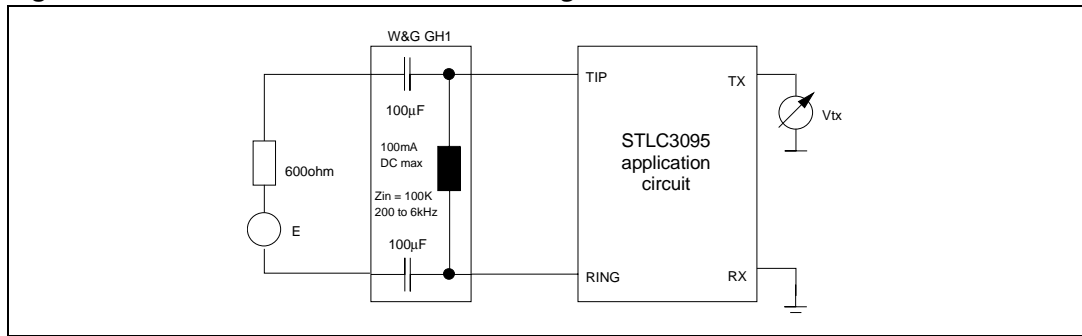 W&G GH1
100μF
TIP
TX
Vtx
100mA
DC max
STLC3095
application
circuit
600ohm
Zin = 100K
200 to 6kHz
E
100μF
RING
RX